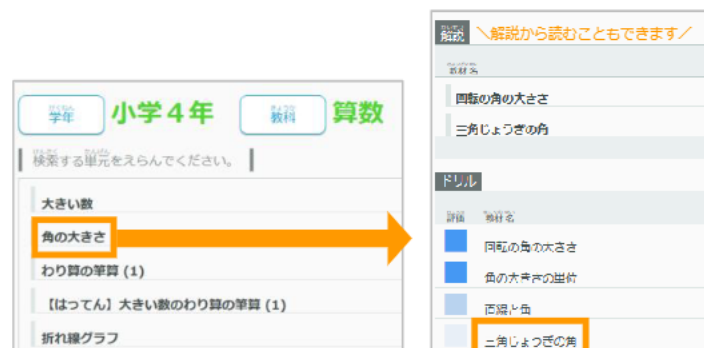 学年 小学4年 教科 算数
検索する単元をえらんでください。
大きい数
角の大きさ
わり算の筆算 (1)
【はってん】大きい数のわり算の筆算 (1)
折れ線グラフ
解説 \解説から読むこともできます/
教材名
回転の角の大きさ
三角じょうぎの角
ドリル
評価 教材名
回転の角の大きさ
角の大きさの単位
直線と角
三角じょうぎの角